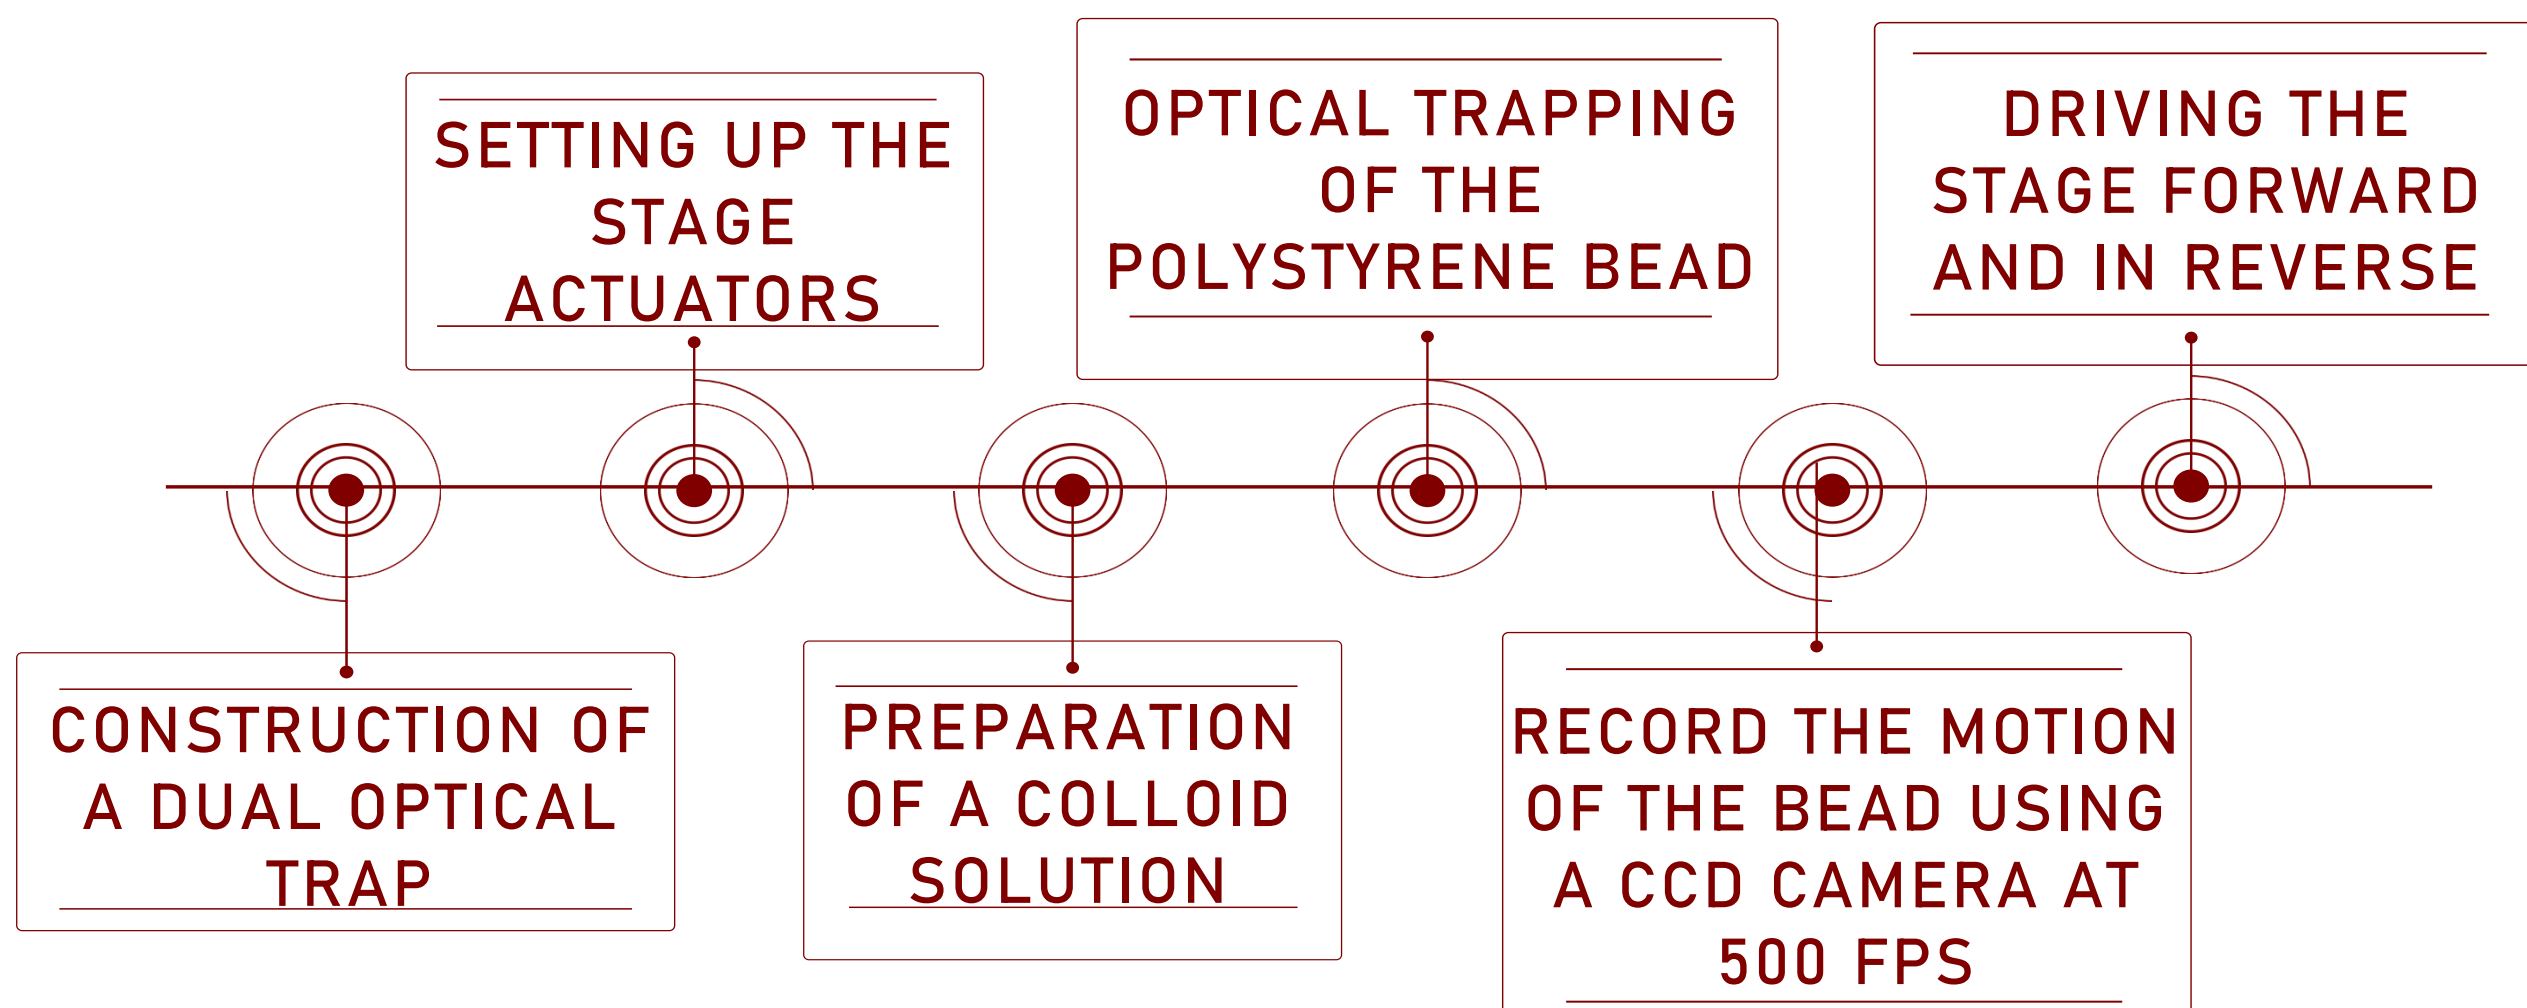 CONSTRUCTION OF
A DUAL OPTICAL
TRAP
SETTING UP THE
STAGE
ACTUATORS
PREPARATION
OF A COLLOID
SOLUTION
OPTICAL TRAPPING
OF THE
POLYSTYRENE BEAD
RECORD THE MOTION
OF THE BEAD USING
A CCD CAMERA AT
500 FPS
DRIVING THE
STAGE FORWARD
AND IN REVERSE